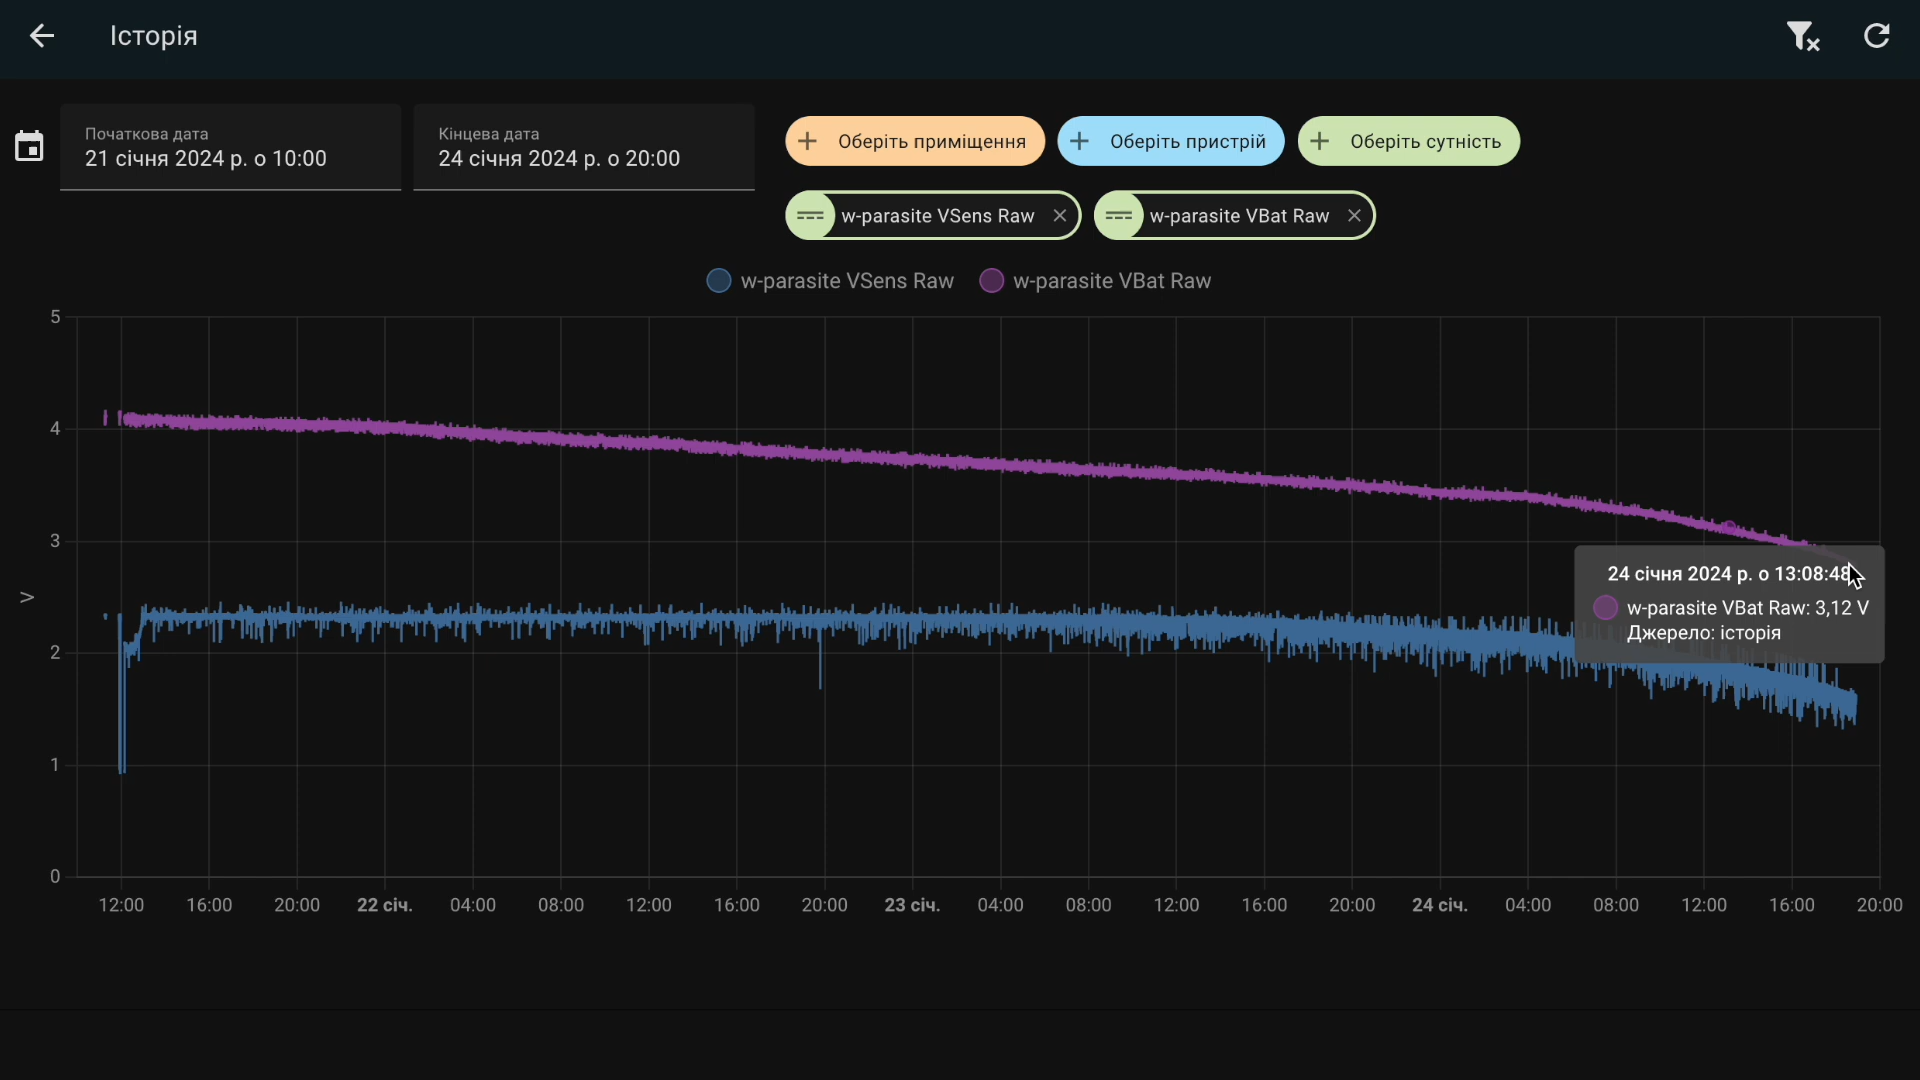 Історія
Початкова дата
21 січня 2024 р. о 10:00
Кінцева дата
24 січня 2024 р. о 20:00
Оберіть приміщення
Оберіть пристрій
Оберіть сутність
w-parasite VSens Raw
w-parasite VBat Raw
w-parasite VSens Raw
w-parasite VBat Raw
5
4
3
2
1
0
V
24 січня 2024 р. о 13:08:48
w-parasite VBat Raw: 3,12 V
Джерело: історія
12:00 16:00 20:00 22 січ. 04:00 08:00 12:00 16:00 20:00 23 січ. 04:00 08:00 12:00 16:00 20:00 24 січ. 04:00 08:00 12:00 16:00 20:00